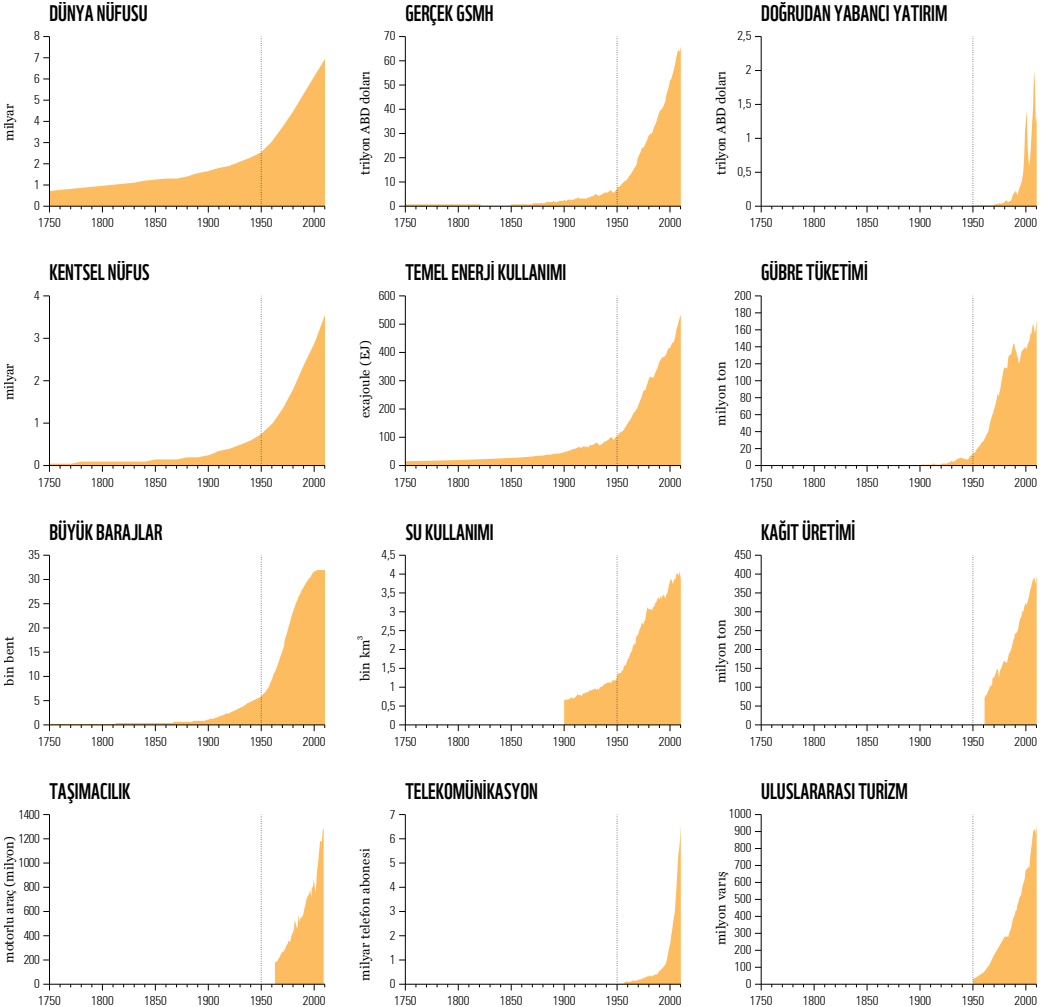 DÜNYA NÜFUSU
milyar
8
7
6
5
4
3
2
1
0
1750 1800 1850 1900 1950 2000
GERÇEK GSMH
trilyon ABD doları
70
60
50
40
30
20
10
0
1750 1800 1850 1900 1950 2000
DOĞRUDAN YABANCI YATIRIM
trilyon ABD doları
2,5
2
1,5
1
0,5
0
1750 1800 1850 1900 1950 2000
KENTSEL NÜFUS
milyar
4
3
2
1
0
1750 1800 1850 1900 1950 2000
TEMEL ENERJİ KULLANIMI
exajoule (EJ)
600
500
400
300
200
100
0
1750 1800 1850 1900 1950 2000
GÜBRE TÜKETİMİ
milyon ton
200
180
160
140
120
100
80
60
40
20
0
1750 1800 1850 1900 1950 2000
BÜYÜK BARAJLAR
bin bent
35
30
25
20
15
10
5
0
1750 1800 1850 1900 1950 2000
SU KULLANIMI
bin km³
4,5
4
3,5
3
2,5
2
1,5
1
0,5
0
1750 1800 1850 1900 1950 2000
KAĞIT ÜRETİMİ
milyon ton
450
400
350
300
250
200
150
100
50
0
1750 1800 1850 1900 1950 2000
TAŞIMACILIK
motorlu araç (milyon)
1400
1200
1000
800
600
400
200
0
1750 1800 1850 1900 1950 2000
TELEKOMÜNİKASYON
milyar telefon abonesi
7
6
5
4
3
2
1
0
1750 1800 1850 1900 1950 2000
ULUSLARARASI TURİZM
milyon varış
1000
900
800
700
600
500
400
300
200
100
0
1750 1800 1850 1900 1950 2000